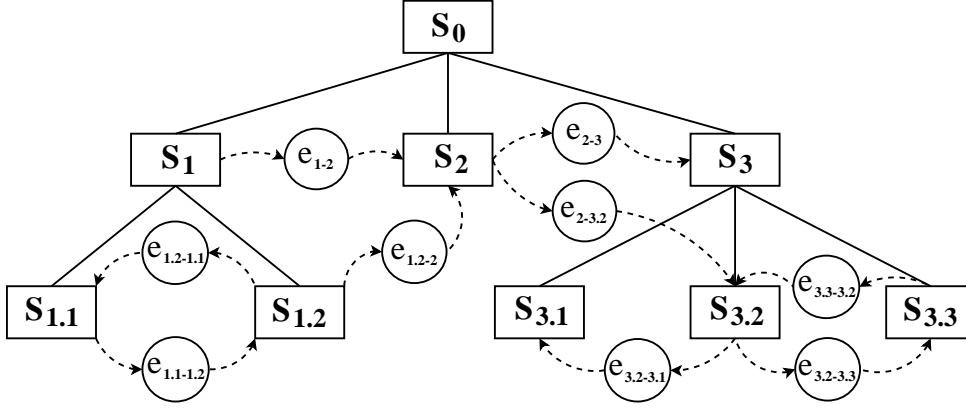 S0
e2-3
S1
e1-2
S2
S3
e2-3.2
e1.2-1.1
e1.2-2
e3.3-3.2
S1.1
S1.2
S3.1
S3.2
S3.3
e1.1-1.2
e3.2-3.1
e3.2-3.3